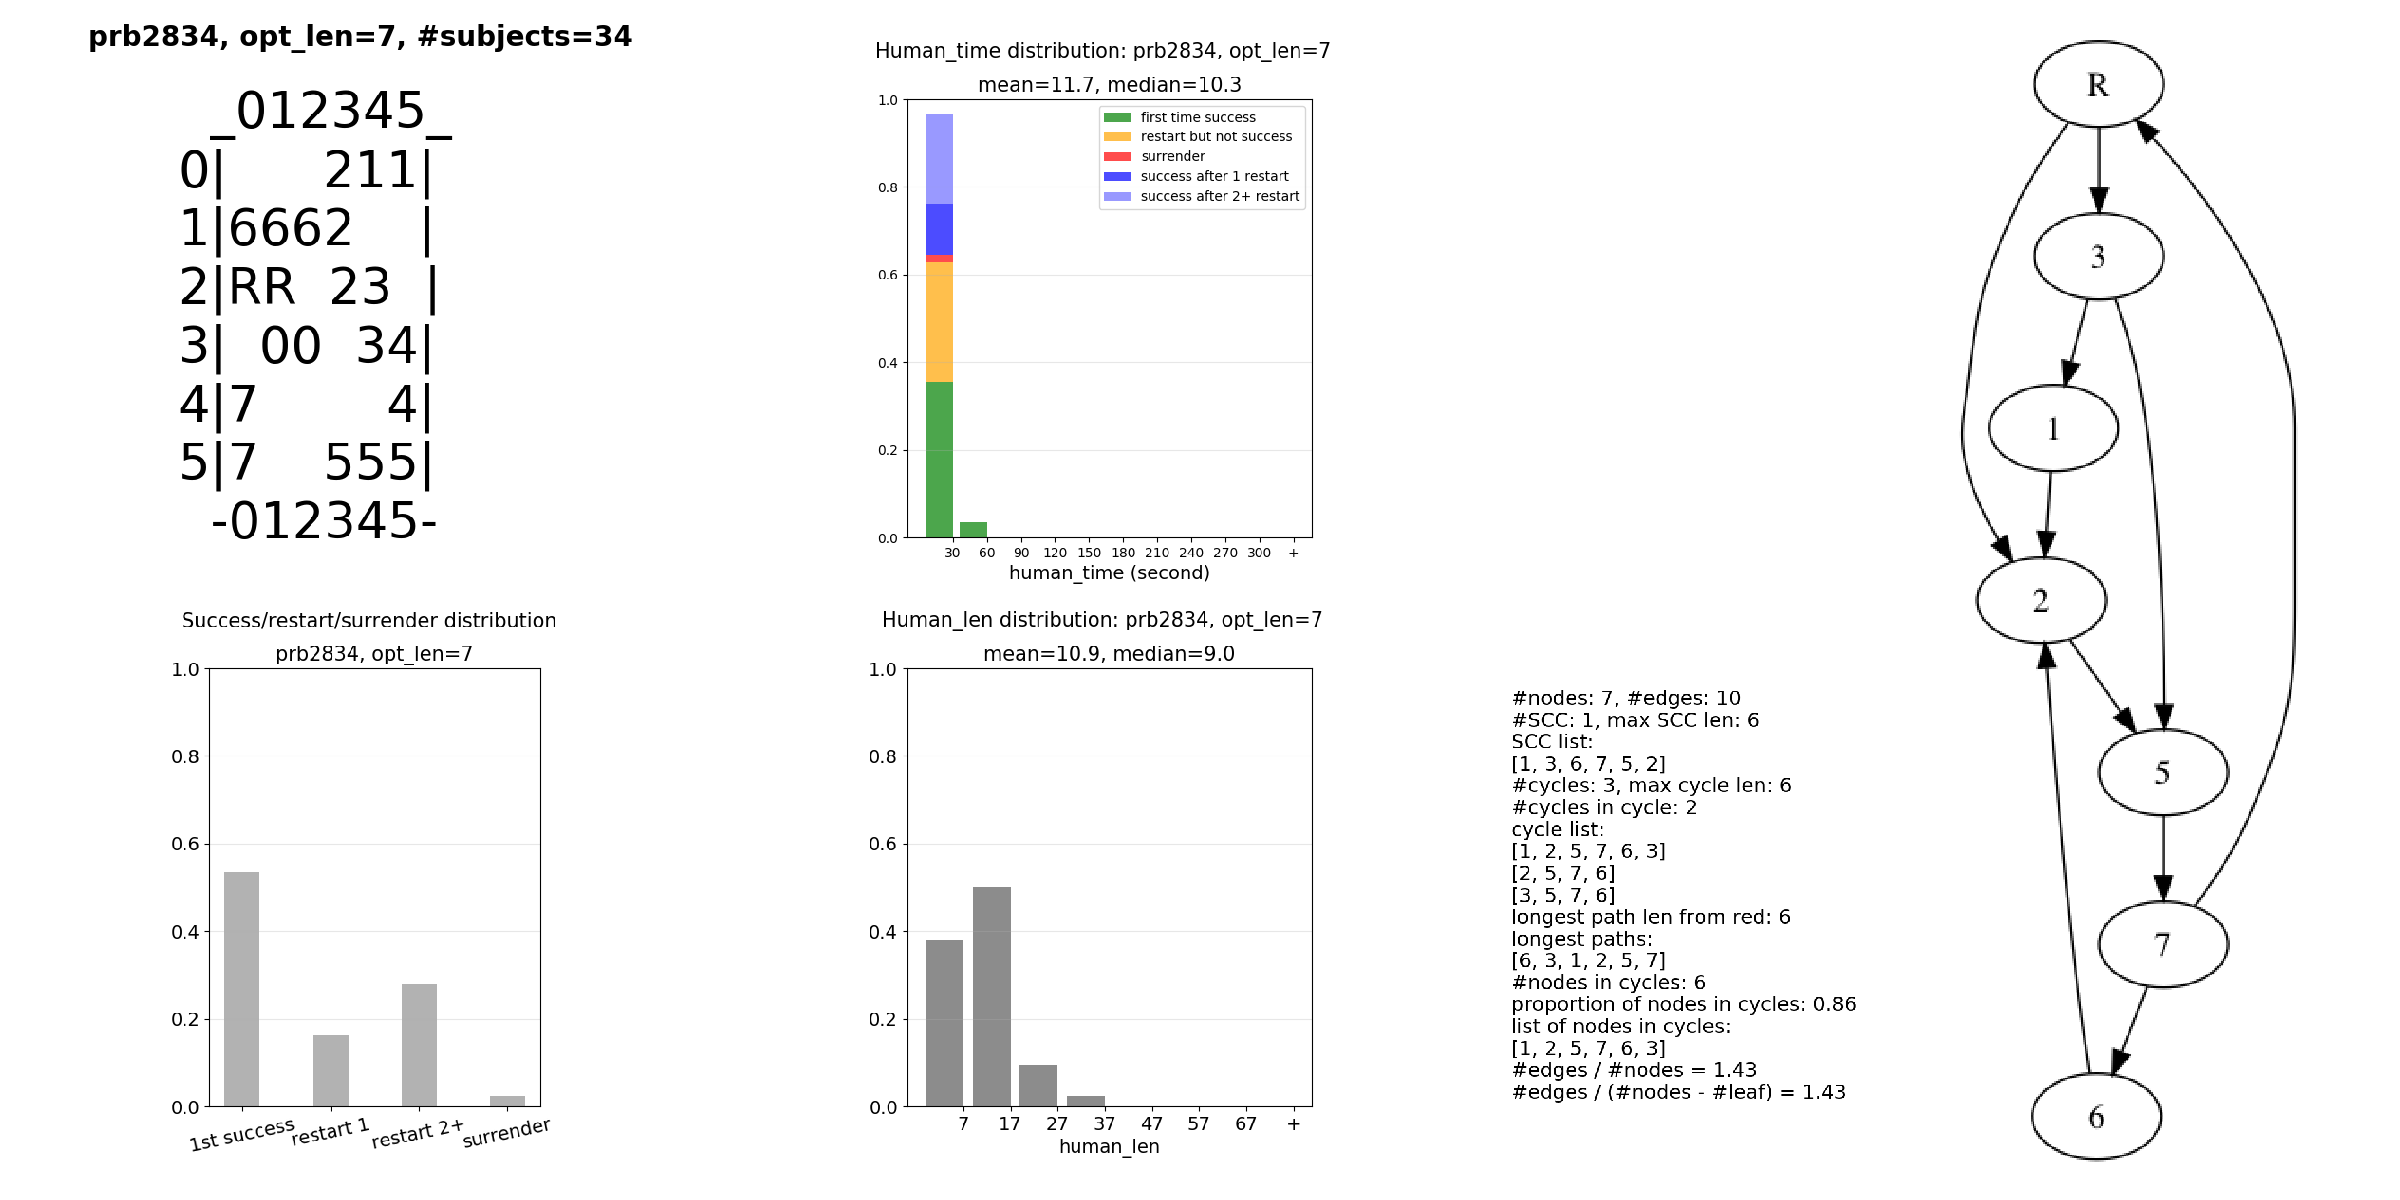 prb2834, opt_len=7, #subjects=34
_012345_
0|   211|
1|6662  |
2|RR 23 |
3| 00 34|
4|7    4|
5|7  555|
-012345-
Human_time distribution: prb2834, opt_len=7
mean=11.7, median=10.3
1.0
0.8
0.6
0.4
0.2
0.0
first time success
restart but not success
surrender
success after 1 restart
success after 2+ restart
30 60 90 120 150 180 210 240 270 300 +
human_time (second)
Success/restart/surrender distribution
prb2834, opt_len=7
1.0
0.8
0.6
0.4
0.2
0.0
1st success restart 1 restart 2+ surrender
Human_len distribution: prb2834, opt_len=7
mean=10.9, median=9.0
1.0
0.8
0.6
0.4
0.2
0.0
7 17 27 37 47 57 67 +
human_len
#nodes: 7, #edges: 10
#SCC: 1, max SCC len: 6
SCC list:
[1, 3, 6, 7, 5, 2]
#cycles: 3, max cycle len: 6
#cycles in cycle: 2
cycle list:
[1, 2, 5, 7, 6, 3]
[2, 5, 7, 6]
[3, 5, 7, 6]
longest path len from red: 6
longest paths:
[6, 3, 1, 2, 5, 7]
#nodes in cycles: 6
proportion of nodes in cycles: 0.86
list of nodes in cycles:
[1, 2, 5, 7, 6, 3]
#edges / #nodes = 1.43
#edges / (#nodes - #leaf) = 1.43
R
3
1
2
5
7
6